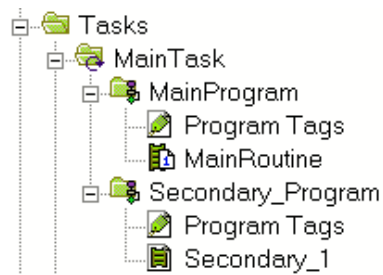 Tasks
MainTask
MainProgram
Program Tags
MainRoutine
Secondary_Program
Program Tags
Secondary_1